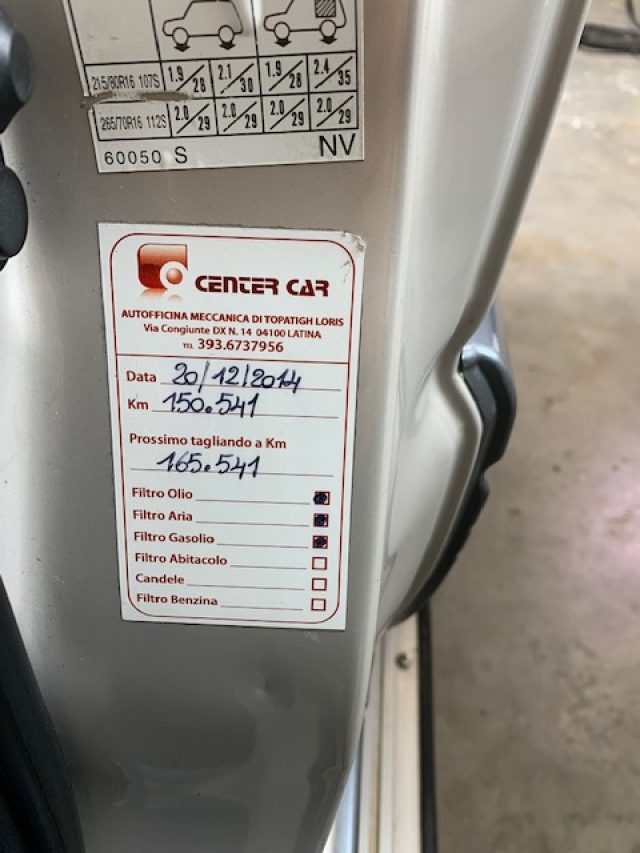 215/80R16 107S 1.9/28 2.1/30 1.9/28 2.4/35
265/70R16 112S 2.0/29 2.0/29 2.0/29 2.0/29
60050 S NV
CENTER CAR
AUTOFFICINA MECCANICA DI TOPATIGH LORIS
Via Congiunte DX N. 14 04100 LATINA
TEL 393.6737956
Data 20/12/2014
Km 150.541
Prossimo tagliando a Km
165.541
Filtro Olio
Filtro Aria
Filtro Gasolio
Filtro Abitacolo
Candele
Filtro Benzina